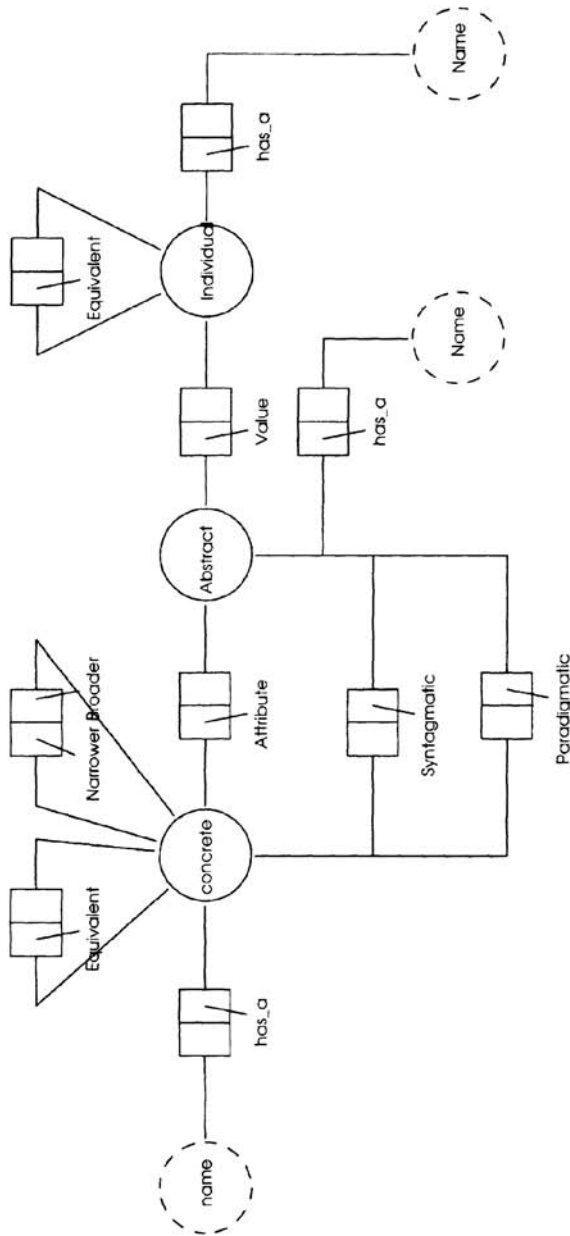 Equivalent
Narrower Broader
Equivalent
name
has_a
concrete
Attribute
Abstract
Value
Individual
has_a
Name
Syntagmatic
has_a
Name
Paradigmatic